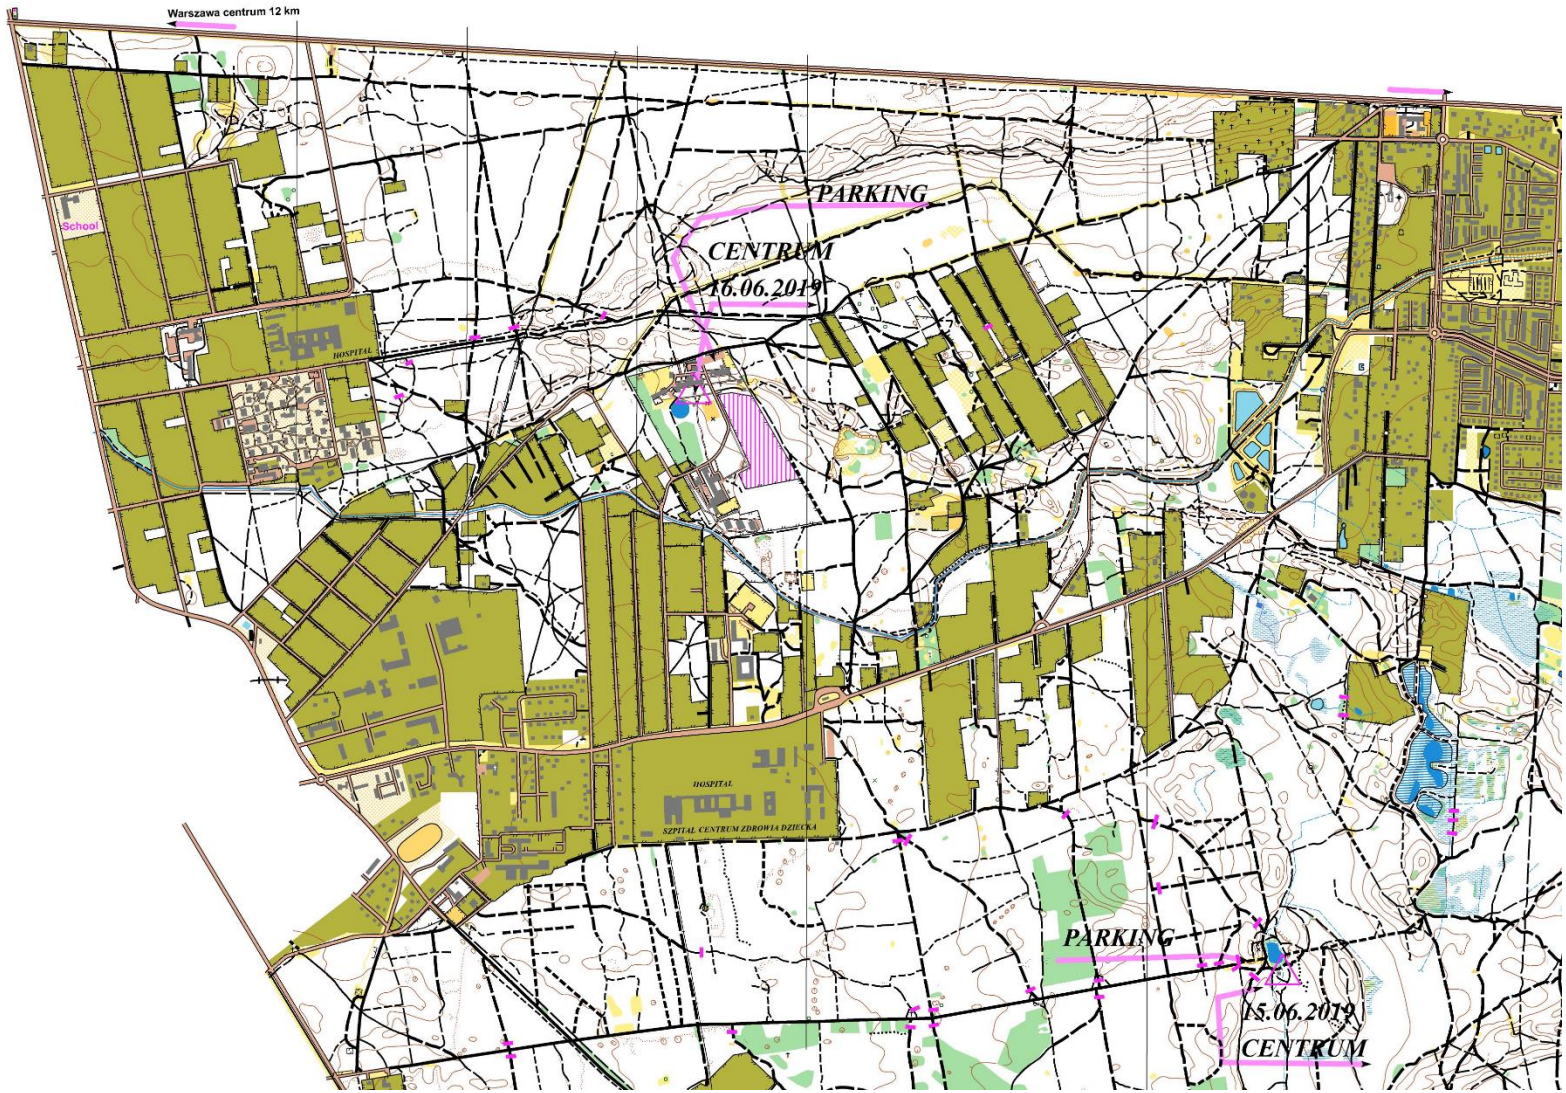 Warszawa centrum 12 km
PARKING
School
CENTRUM
16.06.2019
HOSPITAL
HOSPITAL
SZPITAL CENTRUM ZDROWIA DZIECKA
PARKING
15.06.2019
CENTRUM